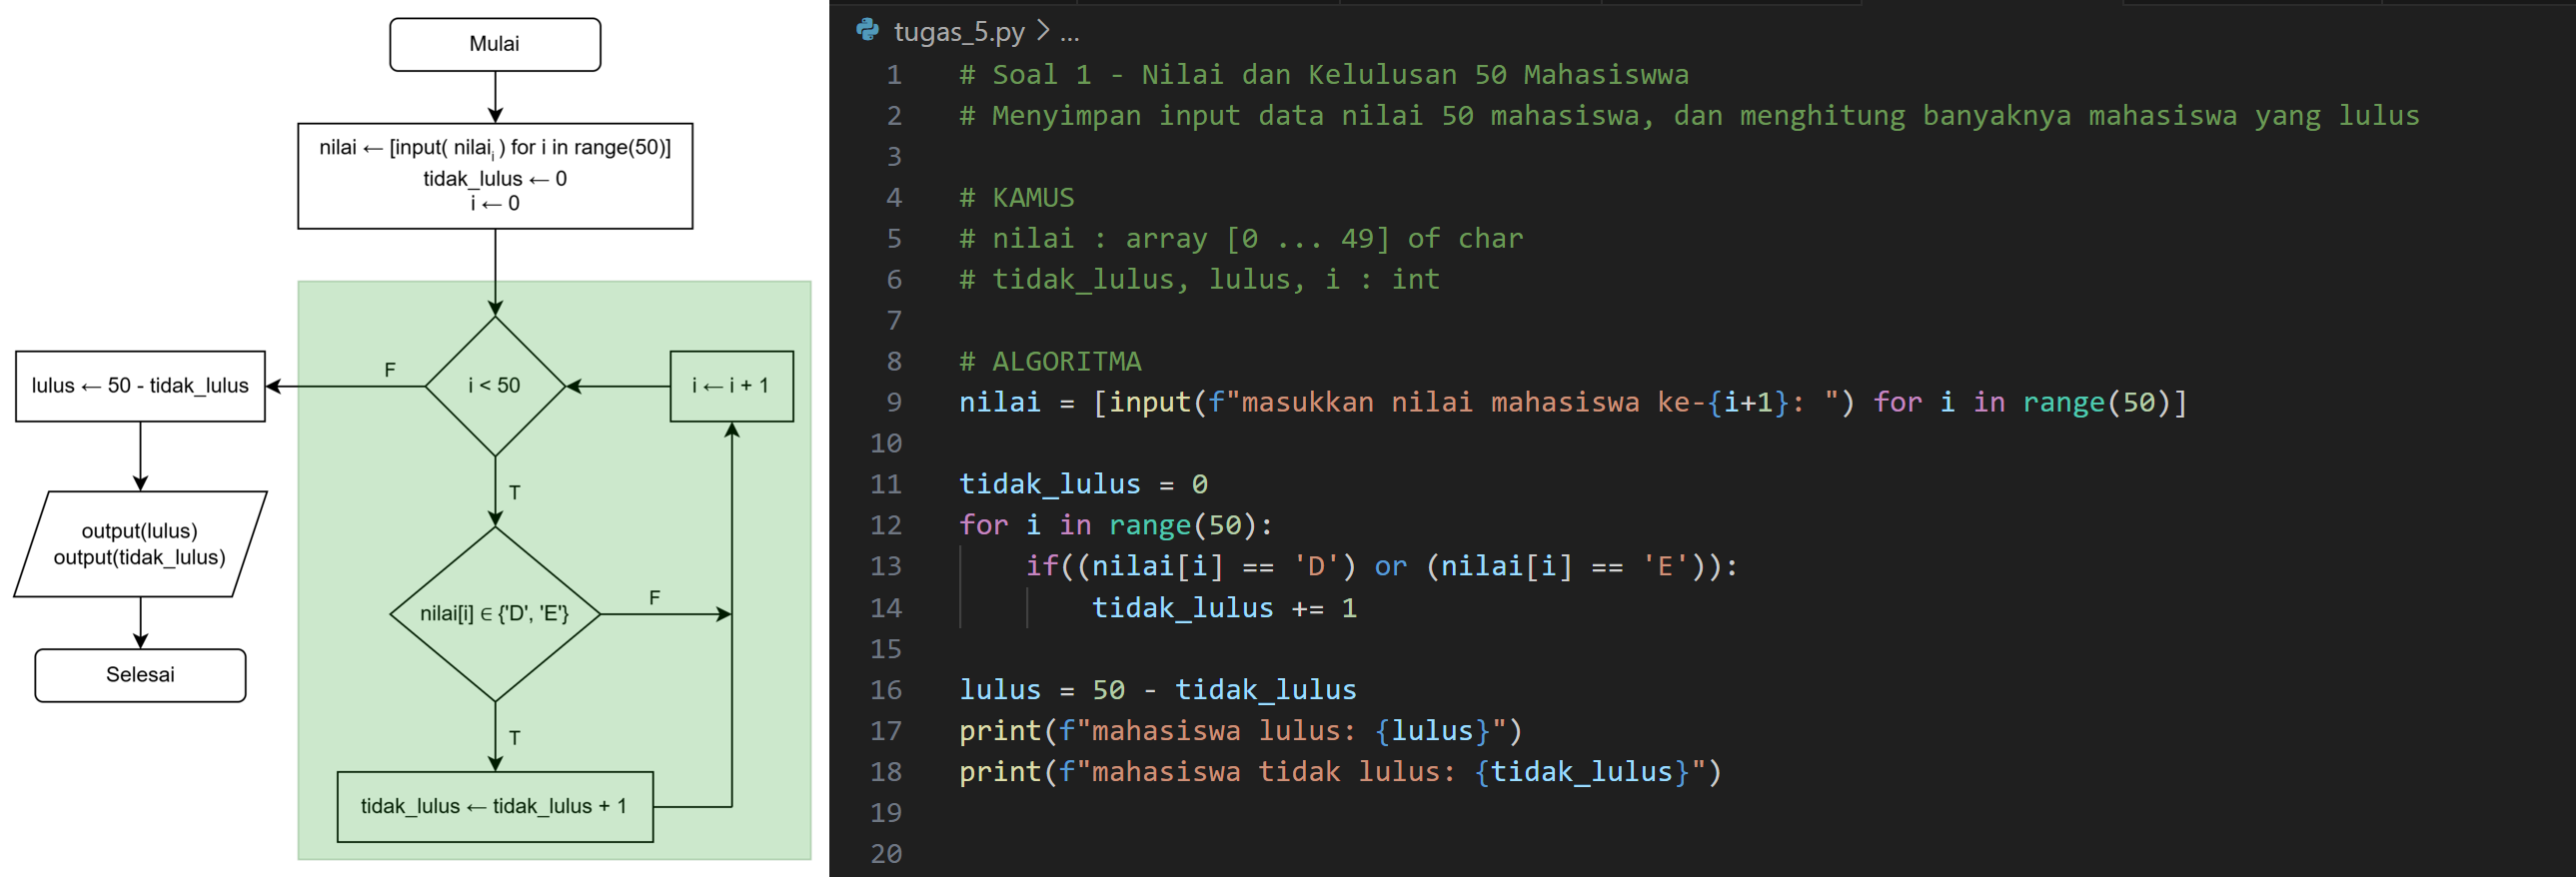 Mulai
nilai ← [input( nilaiᵢ ) for i in range(50)]
tidak_lulus ← 0
i ← 0
i < 50
F
T
i ← i + 1
lulus ← 50 - tidak_lulus
output(lulus)
output(tidak_lulus)
Selesai
nilai[i] ∈ {'D', 'E'}
F
T
tidak_lulus ← tidak_lulus + 1
tugas_5.py > ...
1 # Soal 1 - Nilai dan Kelulusan 50 Mahasiswwa
2 # Menyimpan input data nilai 50 mahasiswa, dan menghitung banyaknya mahasiswa yang lulus
3
4 # KAMUS
5 # nilai : array [0 ... 49] of char
6 # tidak_lulus, lulus, i : int
7
8 # ALGORITMA
9 nilai = [input(f"masukkan nilai mahasiswa ke-{i+1}: ") for i in range(50)]
10
11 tidak_lulus = 0
12 for i in range(50):
13     if((nilai[i] == 'D') or (nilai[i] == 'E')):
14         tidak_lulus += 1
15
16 lulus = 50 - tidak_lulus
17 print(f"mahasiswa lulus: {lulus}")
18 print(f"mahasiswa tidak lulus: {tidak_lulus}")
19
20